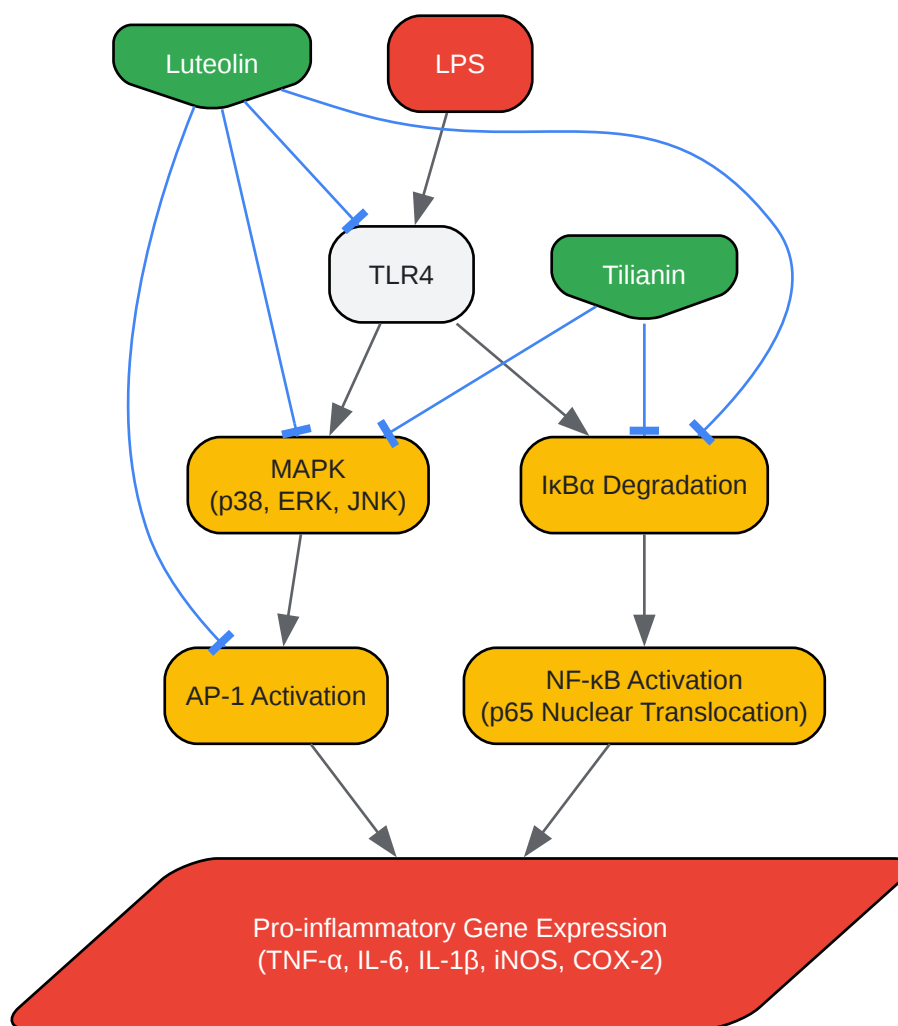 Luteolin
LPS
TLR4
Tilianin
MAPK
(p38, ERK, JNK)
IκBα Degradation
AP-1 Activation
NF-κB Activation
(p65 Nuclear Translocation)
Pro-inflammatory Gene Expression
(TNF-α, IL-6, IL-1β, iNOS, COX-2)